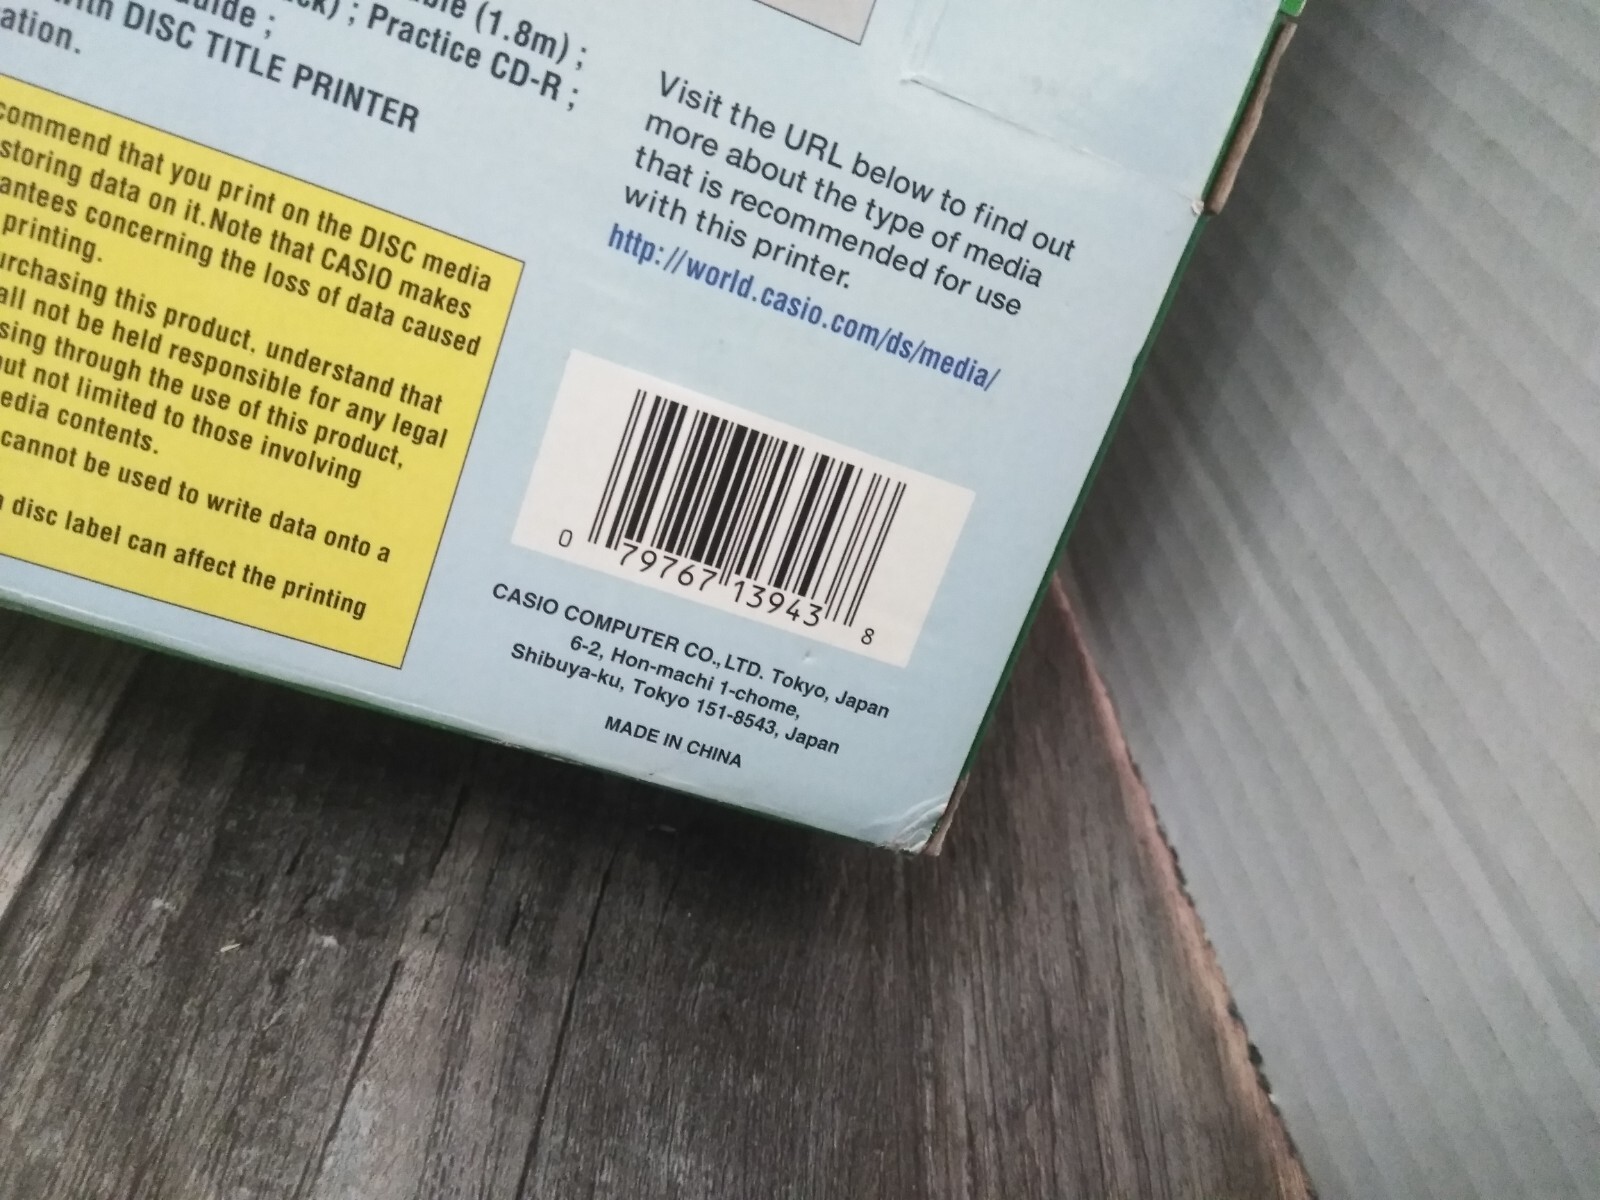 (1.8m) ;
; Practice CD-R ;
DISC TITLE PRINTER
ation.
commend that you print on the DISC media
storing data on it.Note that CASIO makes
antees concerning the loss of data caused
printing.
urchasing this product, understand that
all not be held responsible for any legal
sing through the use of this product,
but not limited to those involving
edia contents.
cannot be used to write data onto a
disc label can affect the printing
Visit the URL below to find out
more about the type of media
that is recommended for use
with this printer.
http://world.casio.com/ds/media/
0 79767 13943 8
CASIO COMPUTER CO., LTD. Tokyo, Japan
6-2, Hon-machi 1-chome,
Shibuya-ku, Tokyo 151-8543, Japan
MADE IN CHINA